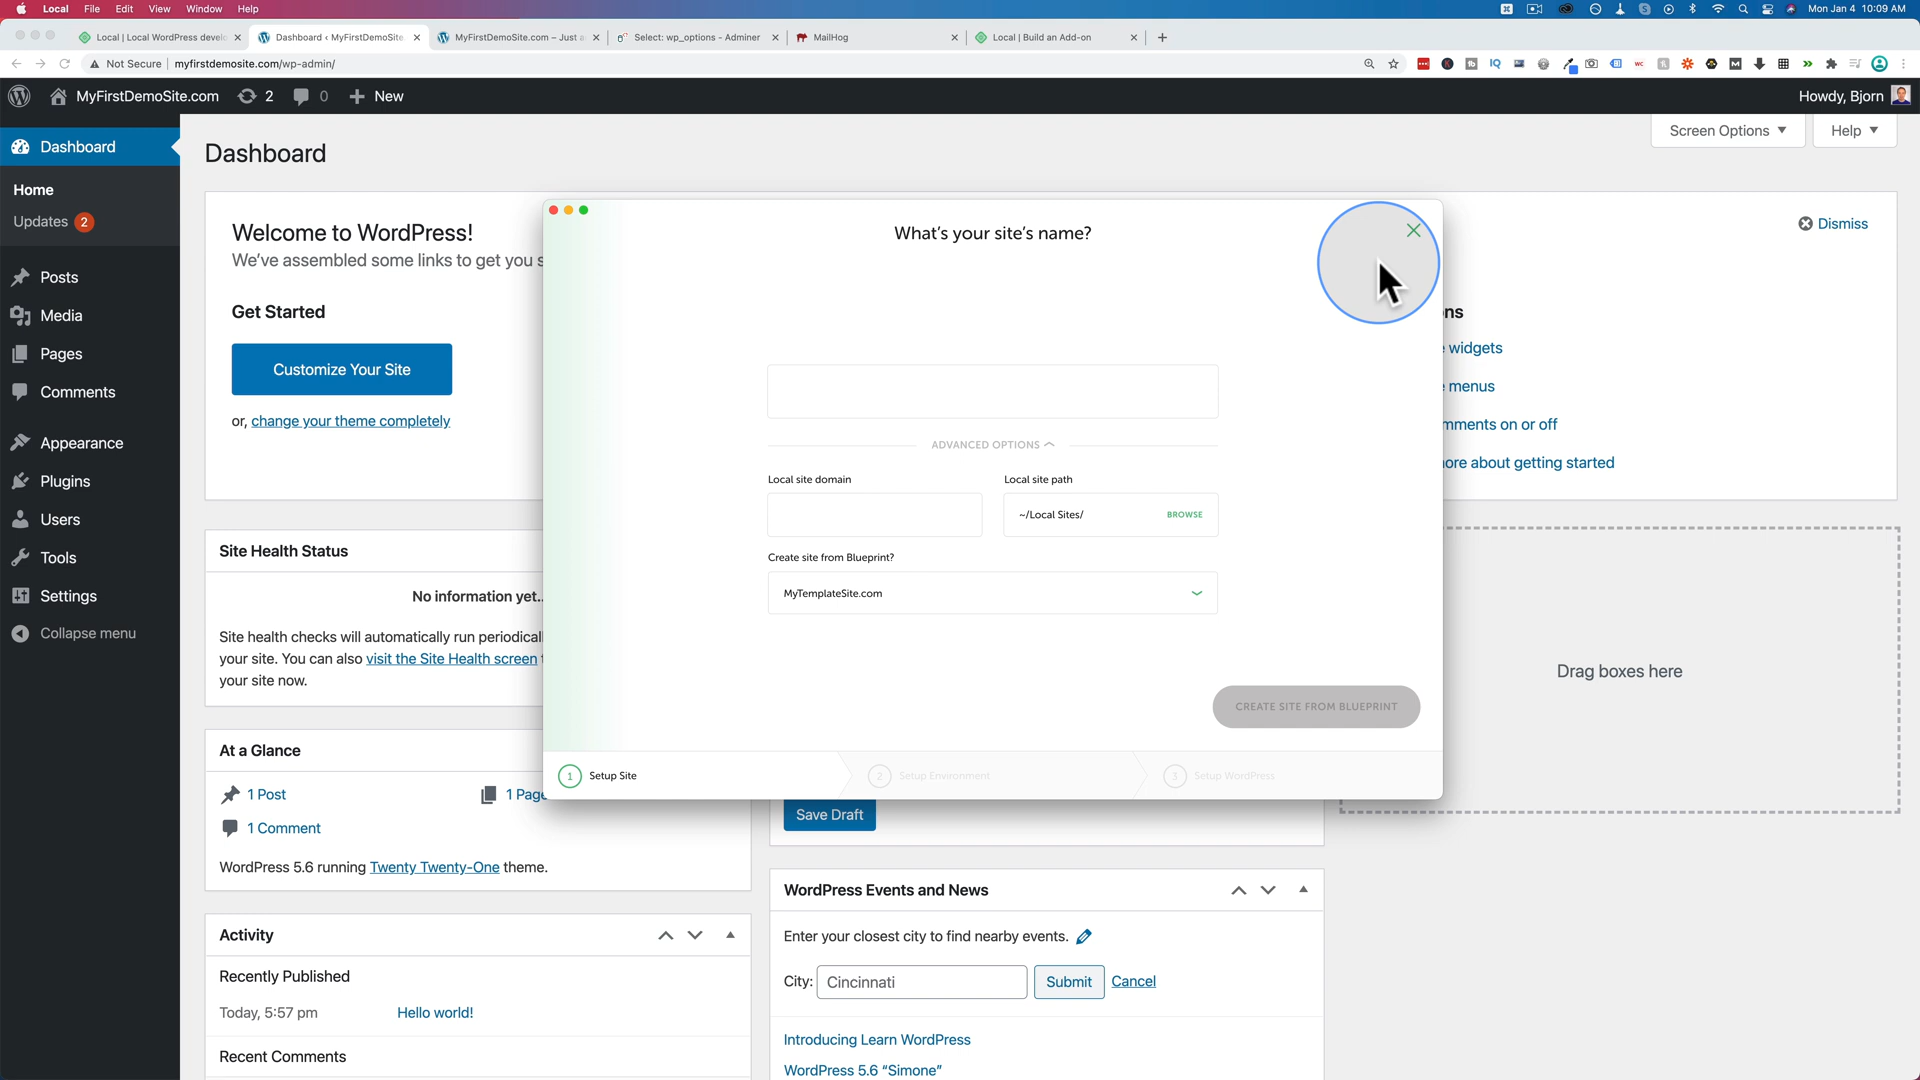 Local File Edit View Window Help
Mon Jan 4 10:09 AM
Local | Local WordPress develo
Dashboard ‹ MyFirstDemoSite.
MyFirstDemoSite.com – Just a
Select: wp_options - Adminer
MailHog
Local | Build an Add-on
Not Secure | myfirstdemosite.com/wp-admin/
MyFirstDemoSite.com 2 0 + New
Howdy, Bjorn
Dashboard
Home
Updates 2
Posts
Media
Pages
Comments
Appearance
Plugins
Users
Tools
Settings
Collapse menu
Screen Options
Help
Dashboard
Welcome to WordPress!
We've assembled some links to get you s
Dismiss
Get Started
Customize Your Site
or, change your theme completely
ns
widgets
menus
mments on or off
ore about getting started
What's your site's name?
ADVANCED OPTIONS
Local site domain
Local site path
~/Local Sites/
BROWSE
Create site from Blueprint?
MyTemplateSite.com
CREATE SITE FROM BLUEPRINT
1 Setup Site
2 Setup Environment
3 Setup WordPress
Site Health Status
No information yet..
Site health checks will automatically run periodical
your site. You can also visit the Site Health screen
your site now.
At a Glance
1 Post
1 Page
1 Comment
WordPress 5.6 running Twenty Twenty-One theme.
Activity
Recently Published
Today, 5:57 pm
Hello world!
Recent Comments
Save Draft
WordPress Events and News
Enter your closest city to find nearby events.
City: Cincinnati Submit Cancel
Introducing Learn WordPress
WordPress 5.6 “Simone”
Drag boxes here